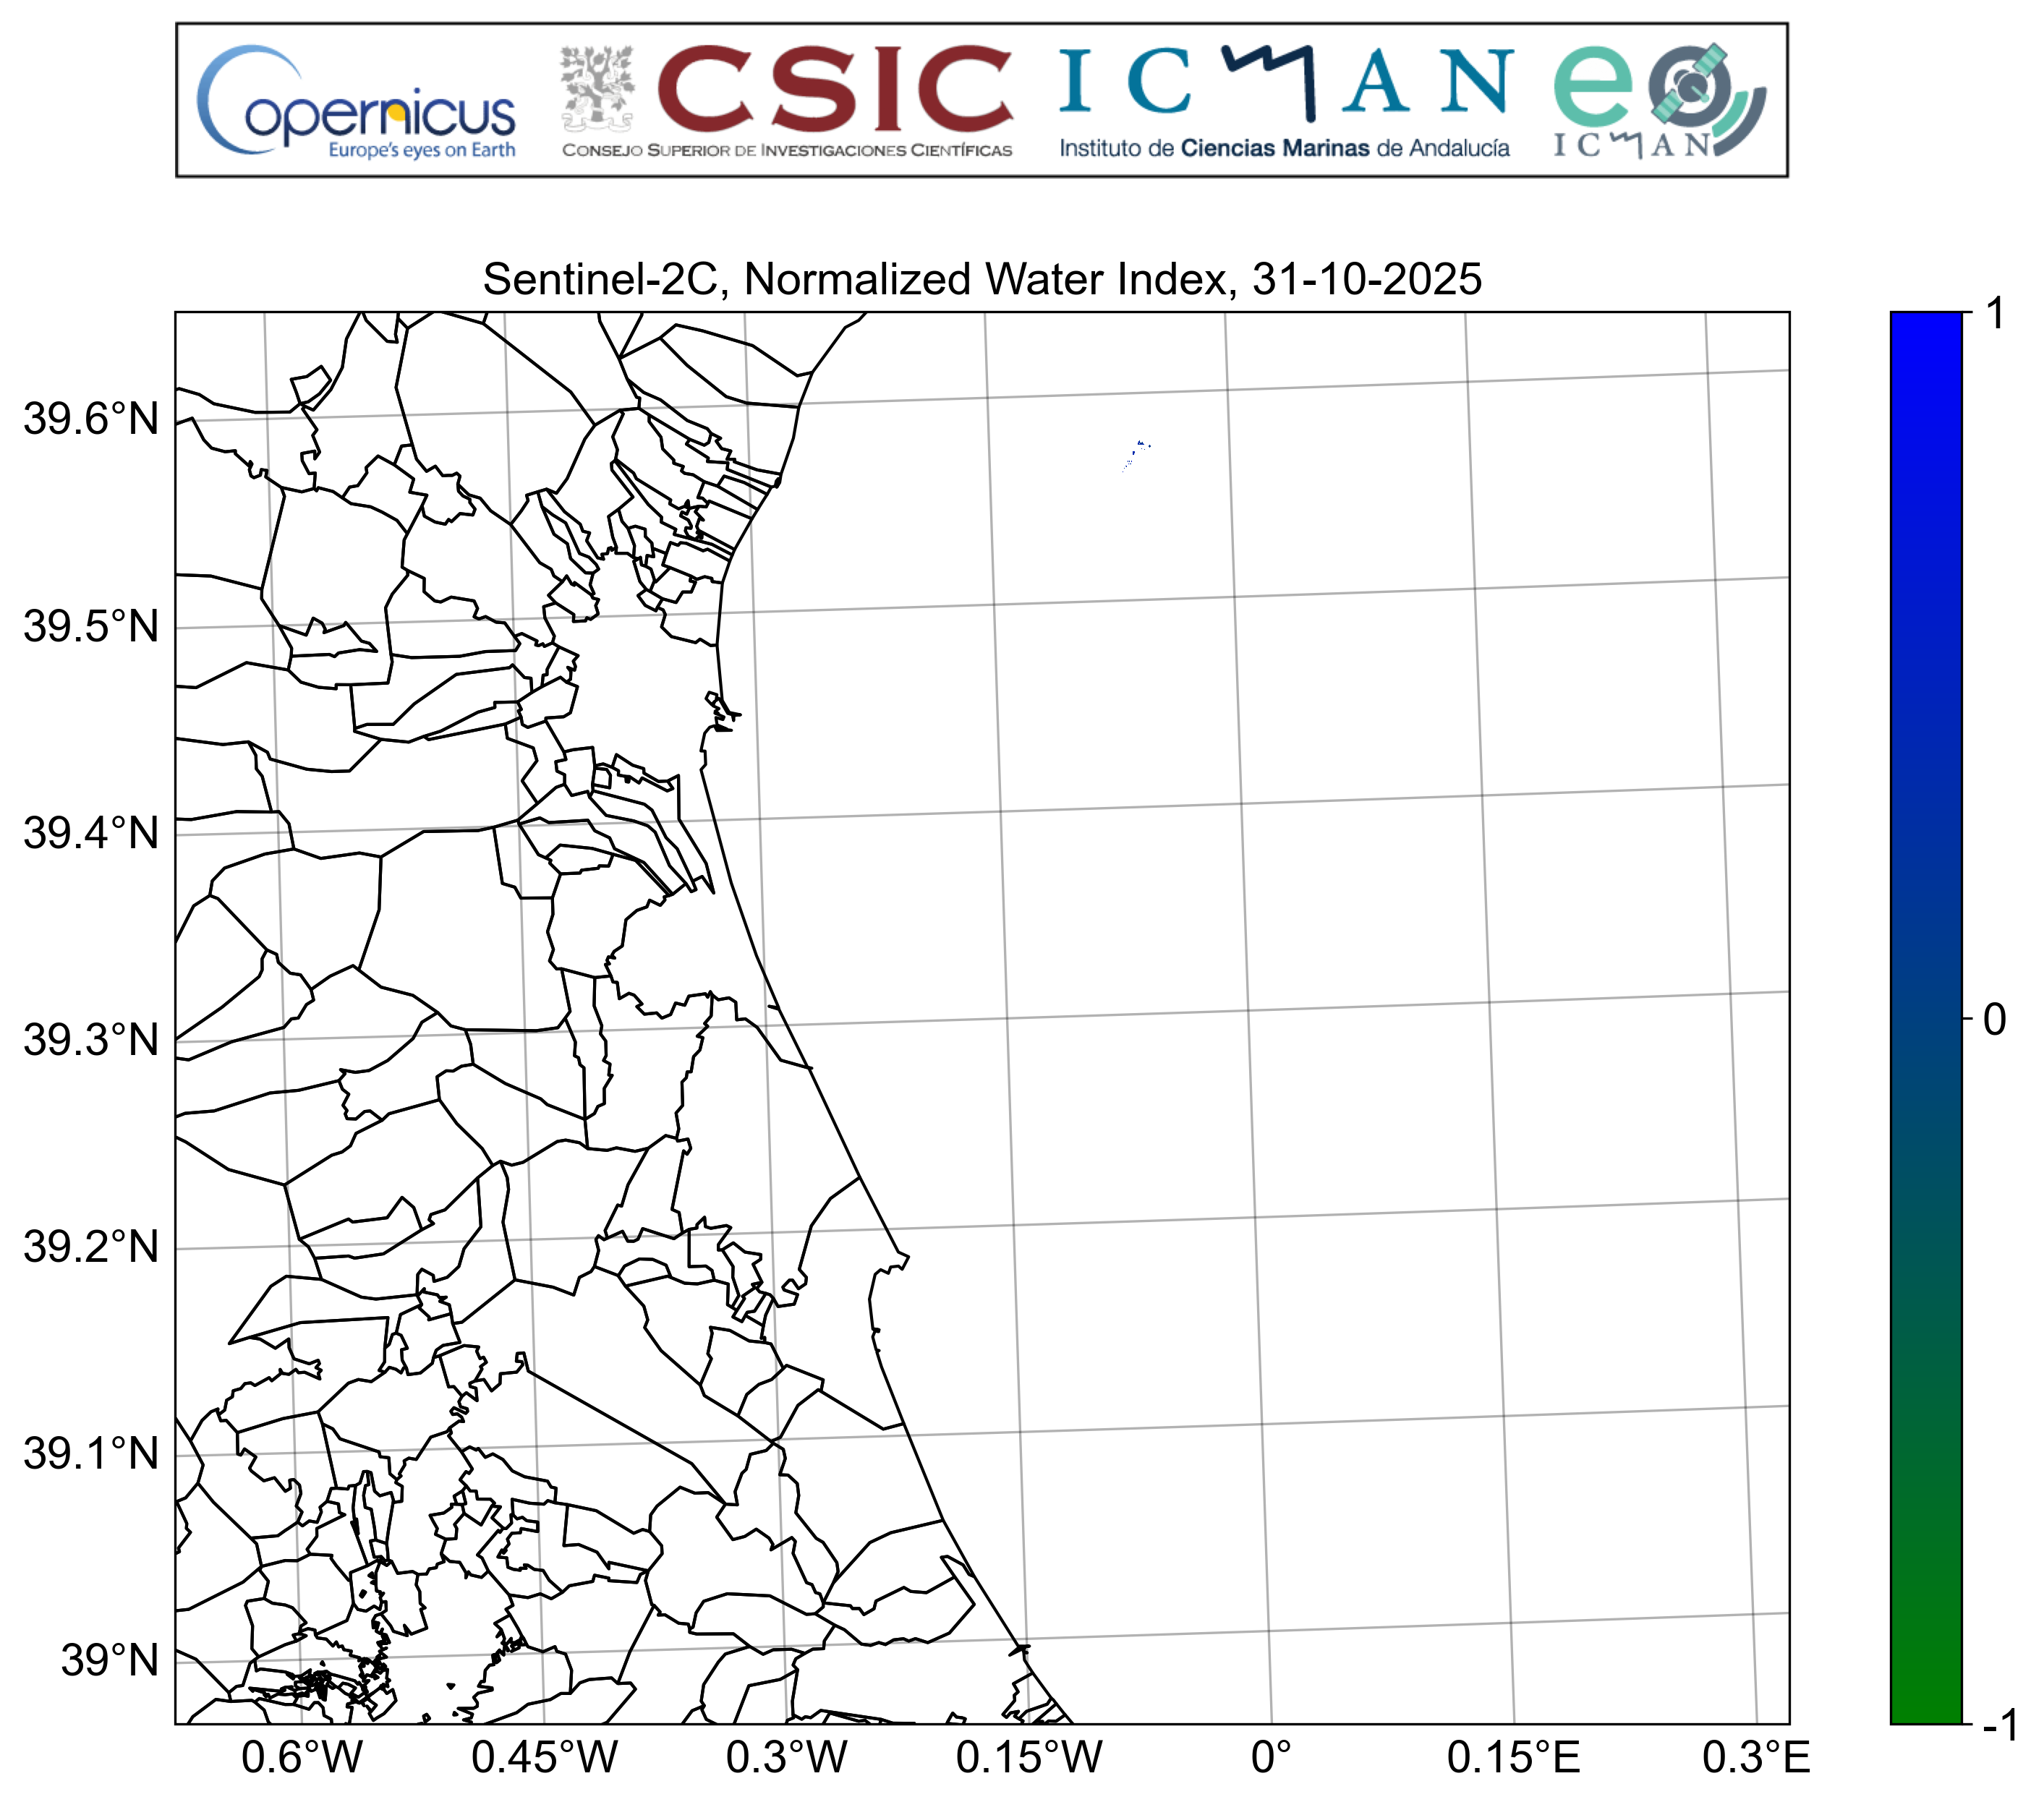 opernicus
Europe's eyes on Earth
CSIC
CONSEJO SUPERIOR DE INVESTIGACIONES CIENTÍFICAS
ICMAN
Instituto de Ciencias Marinas de Andalucía
eo
ICMAN
Sentinel-2C, Normalized Water Index, 31-10-2025
39.6°N
39.5°N
39.4°N
39.3°N
39.2°N
39.1°N
39°N
0.6°W 0.45°W 0.3°W 0.15°W 0° 0.15°E 0.3°E
1
0
-1